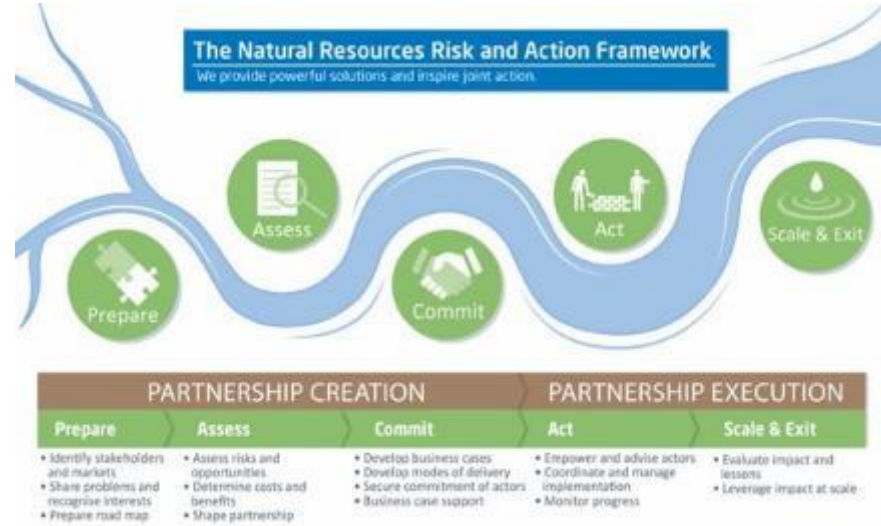 The Natural Resources Risk and Action Framework
We provide powerful solutions and inspire joint action.
Assess
Act
Scale & Exit
Prepare
Commit
PARTNERSHIP CREATION
PARTNERSHIP EXECUTION
Prepare
Assess
Commit
Act
Scale & Exit
• Identify stakeholders
and markets
• Share problems and
recognise interests
• Prepare road map
• Assess risks and
opportunities
• Determine costs and
benefits
• Shape partnership
• Develop business cases
• Develop modes of delivery
• Secure commitment of actors
• Business case support
• Empower and advise actors
• Coordinate and manage
implementation
• Monitor progress
• Evaluate impact and
lessons
• Leverage impact at scale